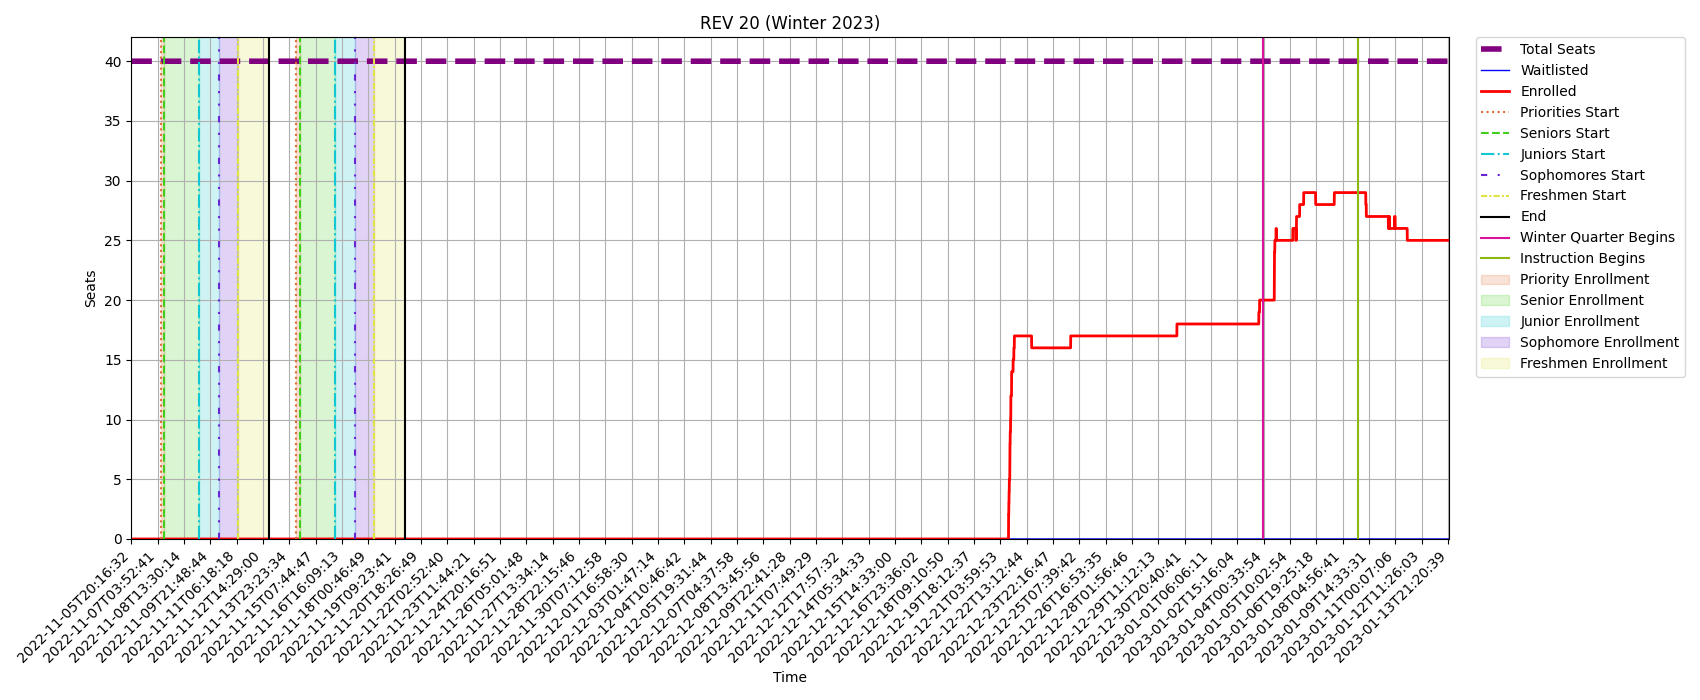 REV 20 (Winter 2023)
Seats
40
35
30
25
20
15
10
5
0
2022-11-05T20:16:32
2022-11-07T03:52:41
2022-11-08T13:30:14
2022-11-09T21:48:44
2022-11-11T06:18:18
2022-11-12T14:29:00
2022-11-13T23:23:34
2022-11-15T07:44:47
2022-11-16T16:09:13
2022-11-18T00:46:49
2022-11-19T09:23:41
2022-11-20T18:26:49
2022-11-22T02:52:40
2022-11-23T11:44:21
2022-11-24T20:16:51
2022-11-26T05:01:48
2022-11-27T13:34:14
2022-11-28T22:15:46
2022-11-30T07:12:58
2022-12-01T16:58:30
2022-12-03T01:47:14
2022-12-04T10:46:42
2022-12-05T19:31:44
2022-12-07T04:37:58
2022-12-08T13:45:56
2022-12-09T22:41:28
2022-12-11T07:49:29
2022-12-12T17:57:32
2022-12-14T05:34:33
2022-12-15T14:33:00
2022-12-16T23:36:02
2022-12-18T09:10:50
2022-12-19T18:12:37
2022-12-21T03:59:53
2022-12-22T13:12:44
2022-12-23T22:16:47
2022-12-25T07:39:42
2022-12-26T16:53:35
2022-12-28T01:56:46
2022-12-29T11:12:13
2022-12-30T20:40:41
2023-01-01T06:06:11
2023-01-02T15:16:04
2023-01-04T00:33:54
2023-01-05T10:02:54
2023-01-06T19:25:18
2023-01-08T04:56:41
2023-01-09T14:33:31
2023-01-11T00:07:06
2023-01-12T11:26:03
2023-01-13T21:20:39
Time
Total Seats
Waitlisted
Enrolled
Priorities Start
Seniors Start
Juniors Start
Sophomores Start
Freshmen Start
End
Winter Quarter Begins
Instruction Begins
Priority Enrollment
Senior Enrollment
Junior Enrollment
Sophomore Enrollment
Freshmen Enrollment